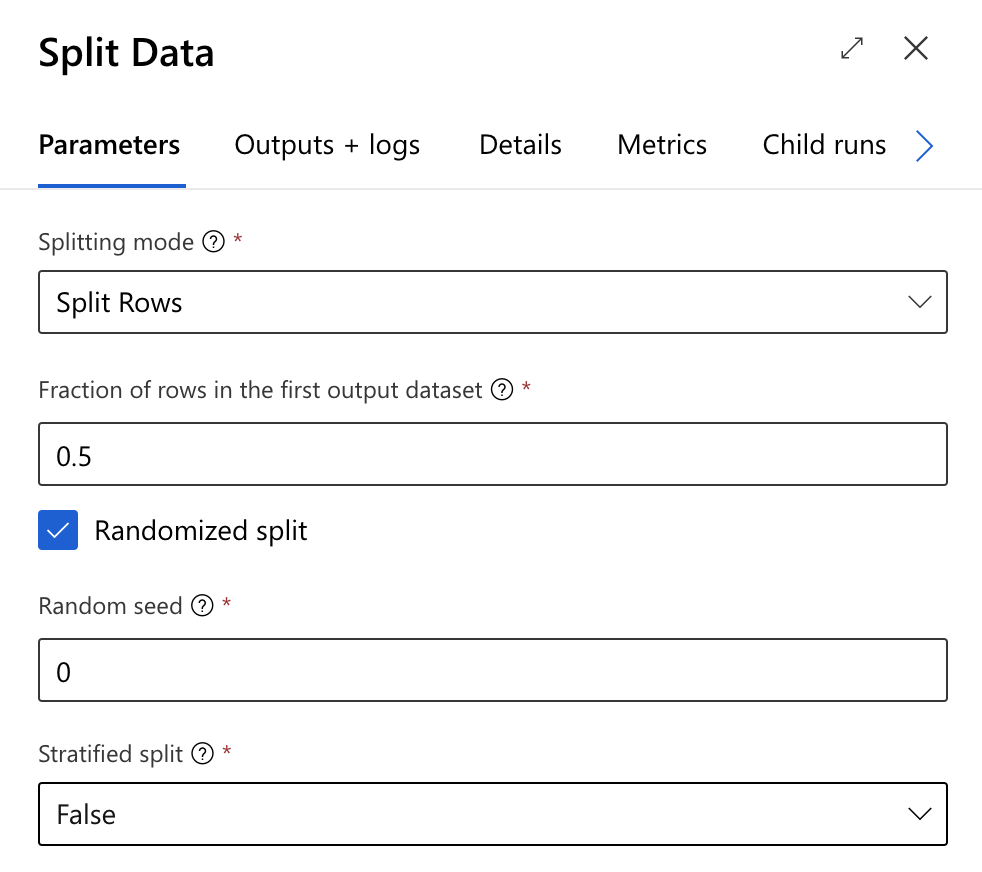 Split Data
Parameters Outputs + logs Details Metrics Child runs
Splitting mode ? *
Split Rows
Fraction of rows in the first output dataset ? *
0.5
Randomized split
Random seed ? *
0
Stratified split ? *
False